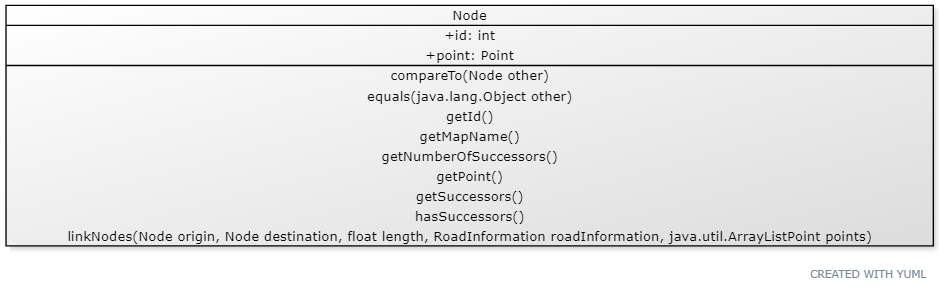 Node
+id: int
+point: Point
compareTo(Node other)
equals(java.lang.Object other)
getId()
getMapName()
getNumberOfSuccessors()
getPoint()
getSuccessors()
hasSuccessors()
linkNodes(Node origin, Node destination, float length, RoadInformation roadInformation, java.util.ArrayListPoint points)
CREATED WITH YUML